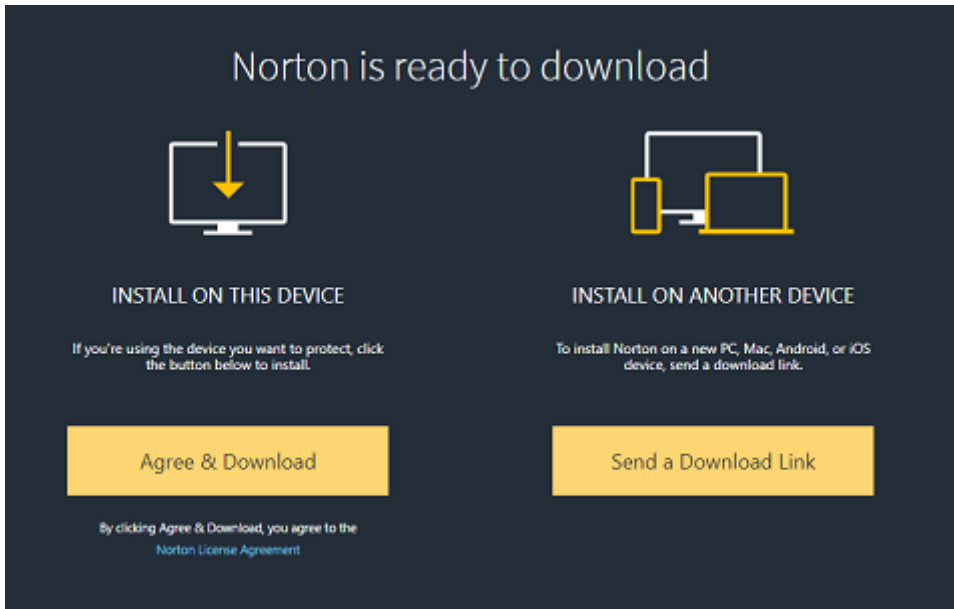 Norton is ready to download
INSTALL ON THIS DEVICE
If you're using the device you want to protect, click
the button below to install.
Agree & Download
By clicking Agree & Download, you agree to the
Norton License Agreement
INSTALL ON ANOTHER DEVICE
To install Norton on a new PC, Mac, Android, or iOS
device, send a download link.
Send a Download Link